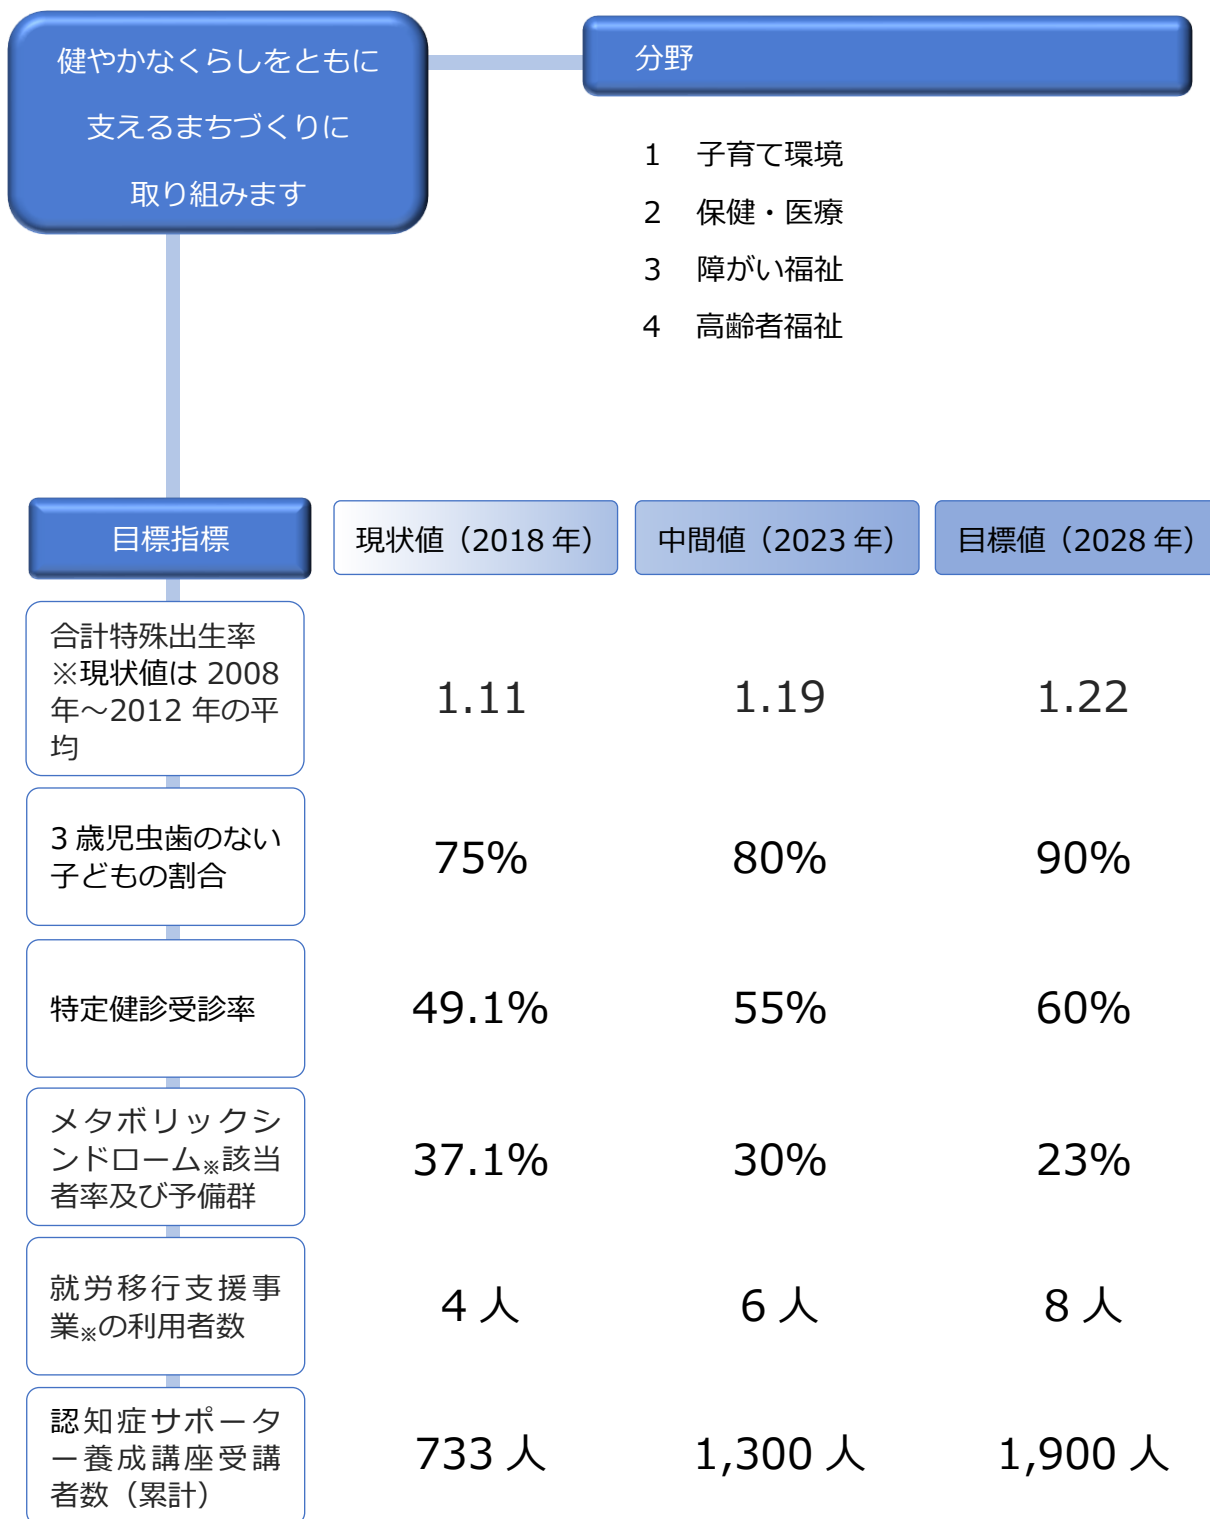 健やかなくらしをともに
支えるまちづくりに
取り組みます
分野
1 子育て環境
2 保健・医療
3 障がい福祉
4 高齢者福祉
目標指標
現状値（2018 年）
中間値（2023 年）
目標値（2028 年）
合計特殊出生率
※現状値は 2008
年～2012 年の平
均
1.11
1.19
1.22
3 歳児虫歯のない
子どもの割合
75%
80%
90%
特定健診受診率
49.1%
55%
60%
メタボリックシ
ンドローム※該当
者率及び予備群
37.1%
30%
23%
就労移行支援事
業※の利用者数
4 人
6 人
8 人
認知症サポータ
ー養成講座受講
者数（累計）
733 人
1,300 人
1,900 人